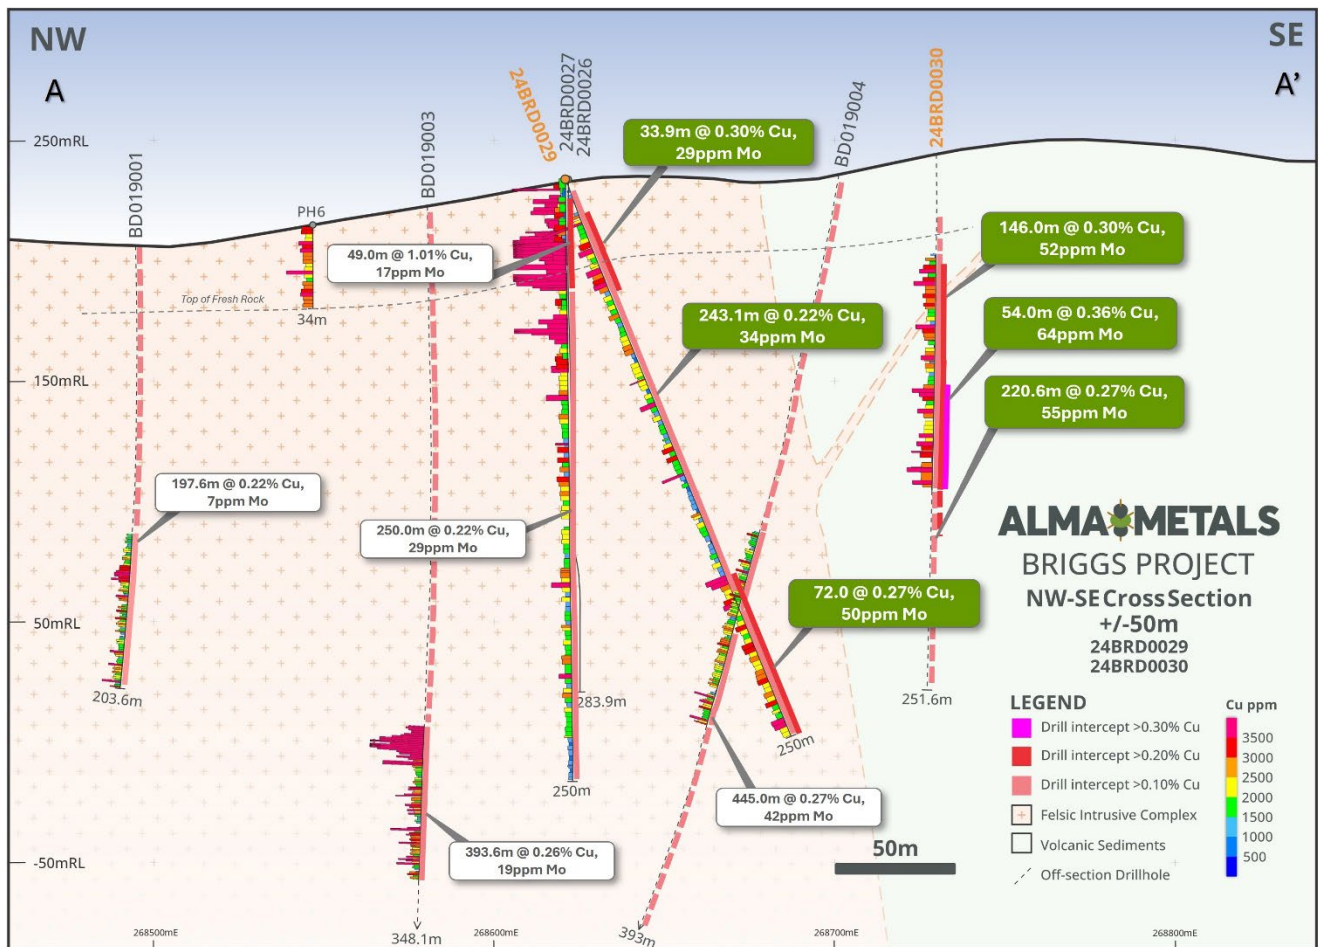 NW
SE
A
A'
250mRL
150mRL
50mRL
-50mRL
BD019001
PH6
BD019003
24BRD0029
24BRD0027
24BRD0026
BD019004
24BRD0030
33.9m @ 0.30% Cu,
29ppm Mo
49.0m @ 1.01% Cu,
17ppm Mo
146.0m @ 0.30% Cu,
52ppm Mo
243.1m @ 0.22% Cu,
34ppm Mo
54.0m @ 0.36% Cu,
64ppm Mo
220.6m @ 0.27% Cu,
55ppm Mo
Top of Fresh Rock
34m
197.6m @ 0.22% Cu,
7ppm Mo
250.0m @ 0.22% Cu,
29ppm Mo
72.0 @ 0.27% Cu,
50ppm Mo
203.6m
283.9m
250m
250m
251.6m
445.0m @ 0.27% Cu,
42ppm Mo
393.6m @ 0.26% Cu,
19ppm Mo
348.1m
393m
268500mE
268600mE
268700mE
268800mE
50m
ALMA METALS
BRIGGS PROJECT
NW-SE Cross Section
+/-50m
24BRD0029
24BRD0030
LEGEND
Drill intercept >0.30% Cu
Drill intercept >0.20% Cu
Drill intercept >0.10% Cu
Felsic Intrusive Complex
Volcanic Sediments
Off-section Drillhole
Cu ppm
3500
3000
2500
2000
1500
1000
500